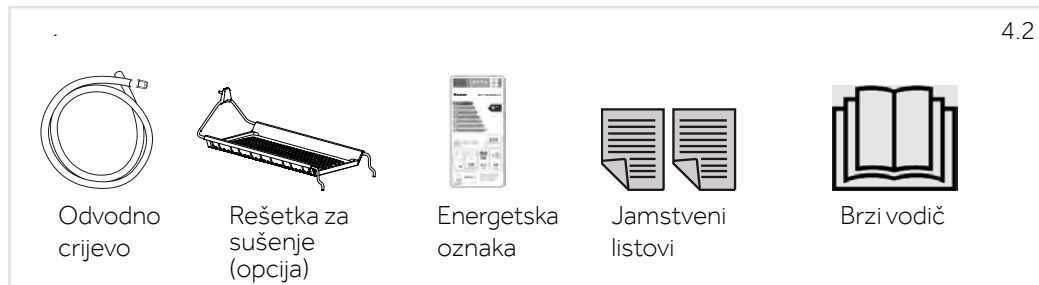 4.2
Odvodno
crijevo
Rešetka za
sušenje
(opcija)
Energetska
oznaka
Jamstveni
listovi
Brzi vodič